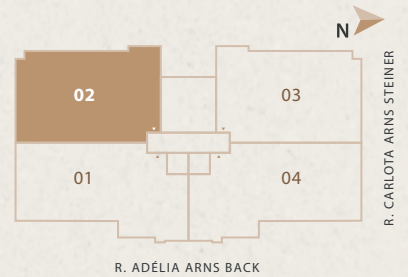 N
02
03
01
04
R. CARLOTA ARNS STEINER
R. ADÉLIA ARNS BACK